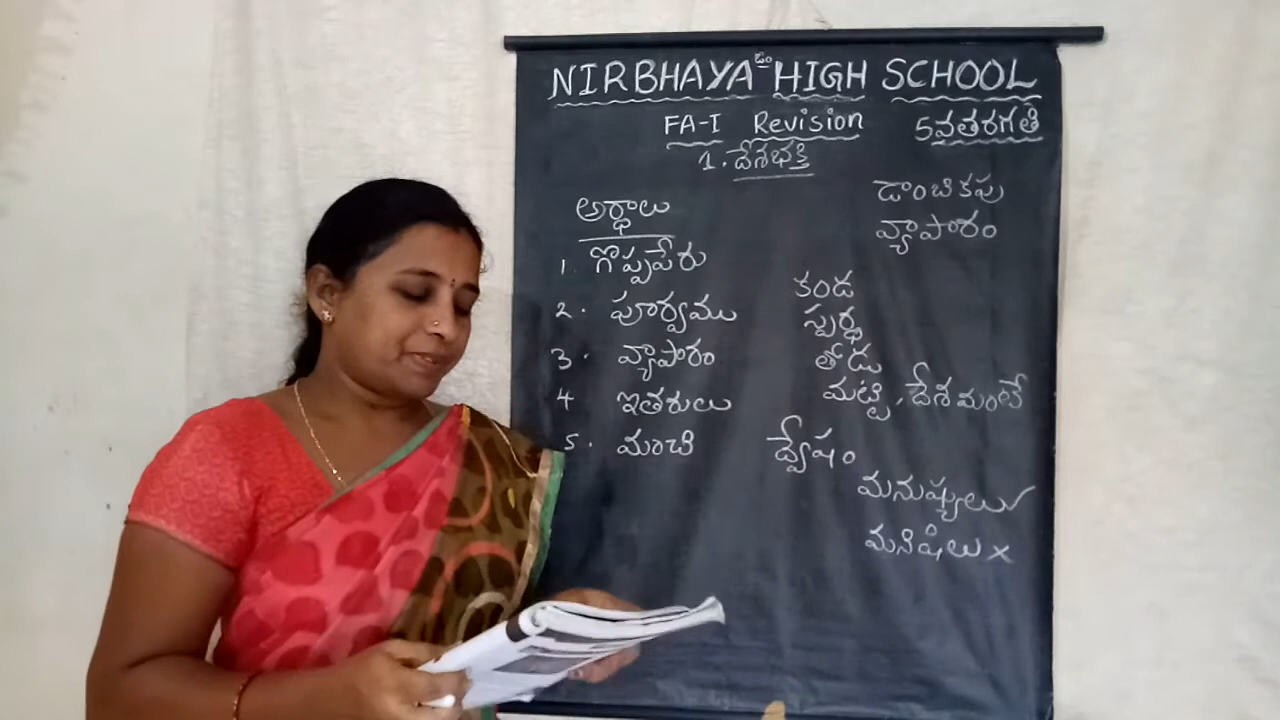 NIRBHAYA HIGH SCHOOL
FA-I Revision 5వతరగతి
1. దేశభక్తి
అర్థాలు
1. గొప్పపేరు
2. పూర్వము
3. వ్యాపారం
4 ఇతరులు
5. మంచి
డాంబికపు
వ్యాపారం
కండ
స్పర్ధ
తోడు
మట్టి, దేశమంటే
ద్వేషం
మనుష్యులు✓
మనిషిలు×